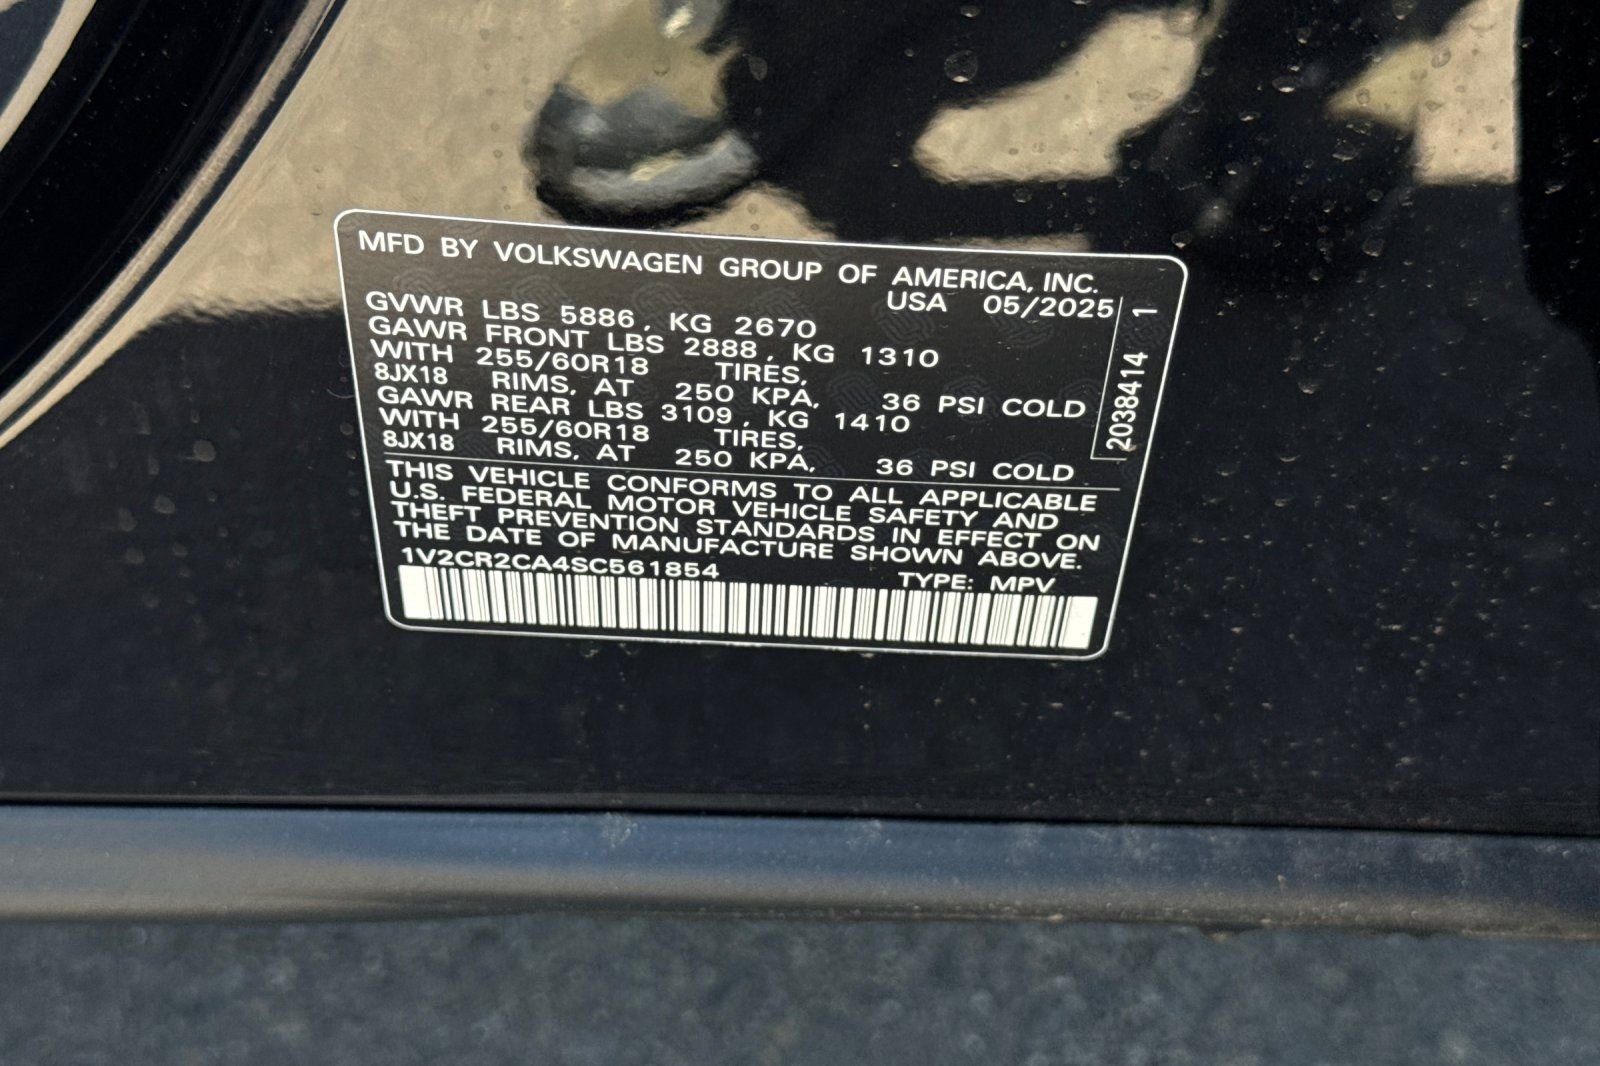 MFD BY VOLKSWAGEN GROUP OF AMERICA, INC.
USA 05/2025
GVWR LBS 5886, KG 2670
GAWR FRONT LBS 2888, KG 1310
WITH 255/60R18 TIRES,
8JX18 RIMS, AT 250 KPA, 36 PSI COLD
GAWR REAR LBS 3109, KG 1410
WITH 255/60R18 TIRES,
8JX18 RIMS, AT 250 KPA, 36 PSI COLD
2038414 1
THIS VEHICLE CONFORMS TO ALL APPLICABLE
U.S. FEDERAL MOTOR VEHICLE SAFETY AND
THEFT PREVENTION STANDARDS IN EFFECT ON
THE DATE OF MANUFACTURE SHOWN ABOVE.
1V2CR2CA4SC561854 TYPE: MPV